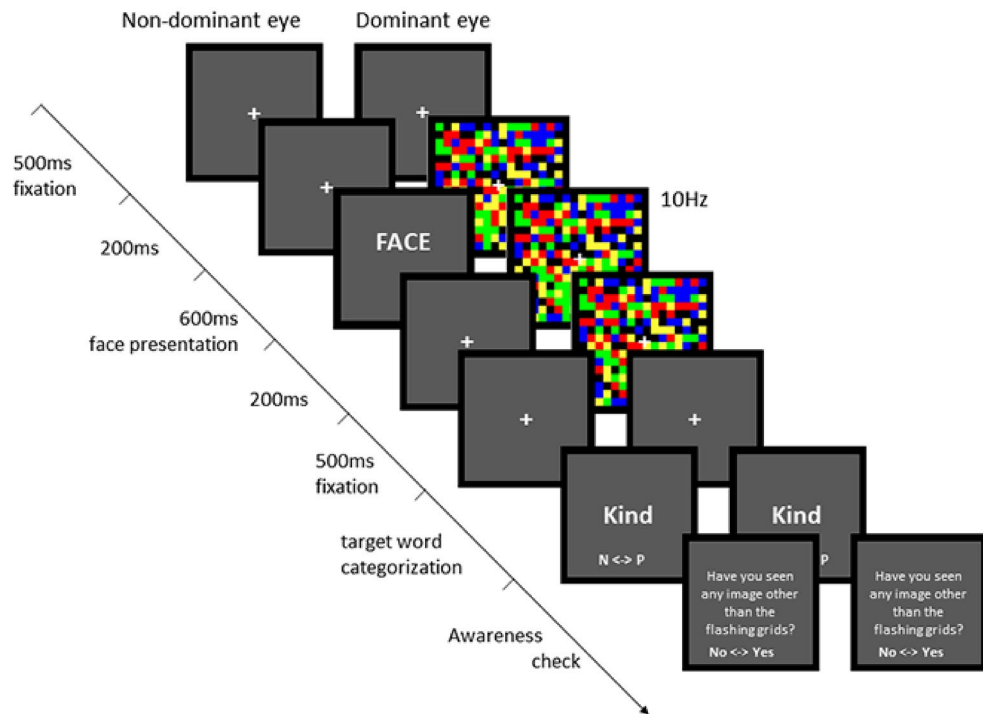 Non-dominant eye
Dominant eye
500ms
fixation
200ms
600ms
face presentation
200ms
500ms
fixation
target word
categorization
Awareness
check
10Hz
FACE
Kind
N <-> P
Kind
P
Have you seen
any image other
than the
flashing grids?
No <-> Yes
Have you seen
any image other
than the
flashing grids?
No <-> Yes